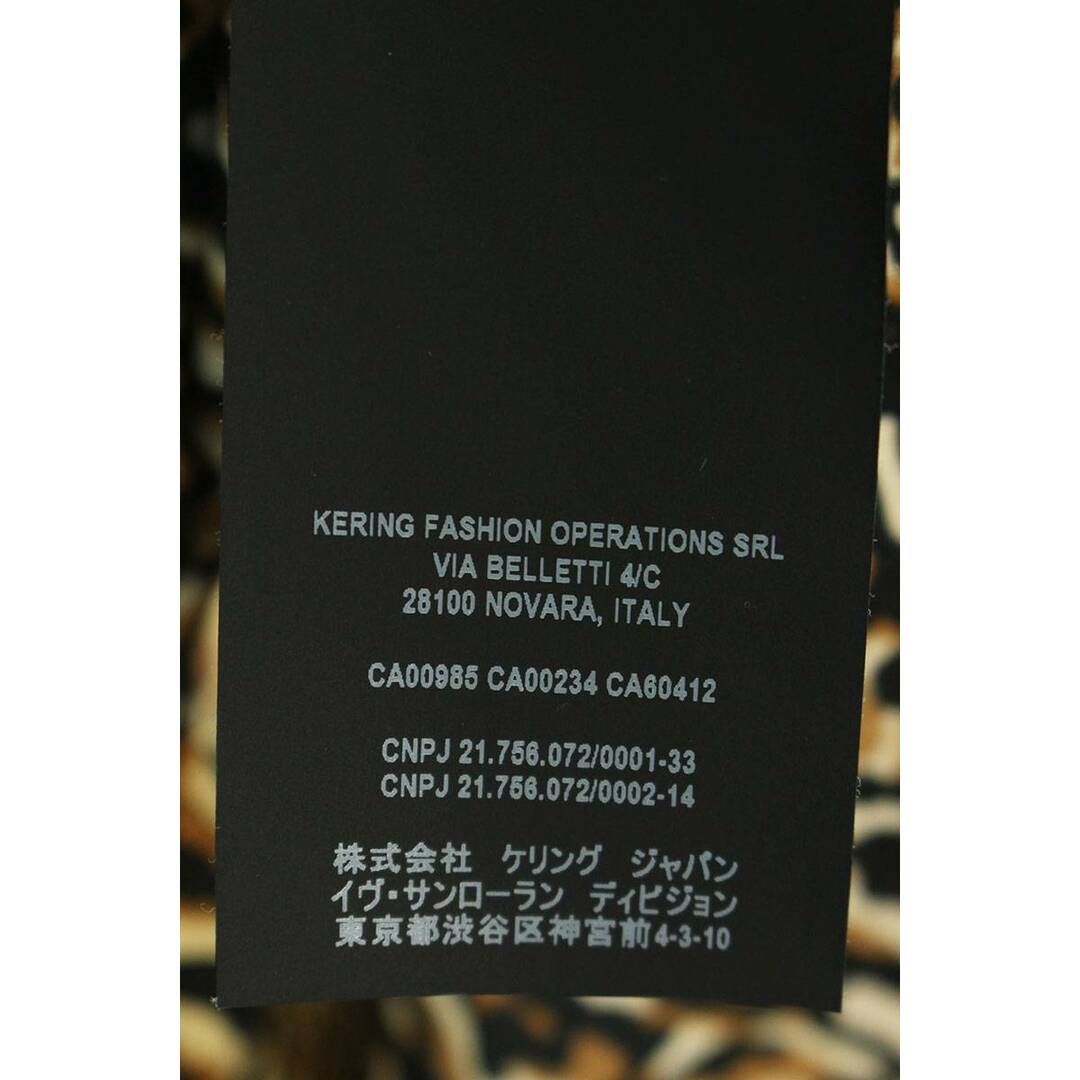 KERING FASHION OPERATIONS SRL
VIA BELLETTI 4/C
28100 NOVARA, ITALY
CA00985 CA00234 CA60412
CNPJ 21.756.072/0001-33
CNPJ 21.756.072/0002-14
株式会社 ケリング ジャパン
イヴ・サンローラン ディビジョン
東京都渋谷区神宮前4-3-10